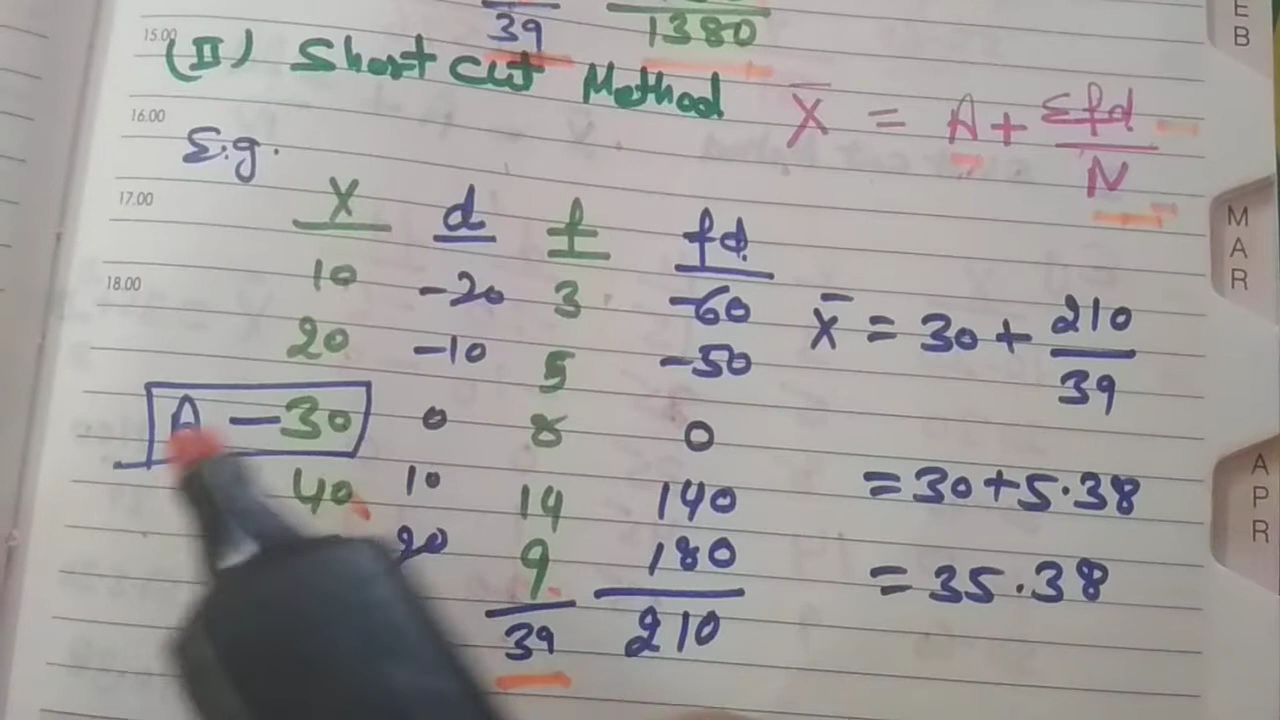 39 1380
15.00 (II) Short cut Method X̄ = A + Σfd/N
16.00 E.g.
17.00 X d f fd
18.00 10 -20 3 -60 X̄ = 30 + 210/39
20 -10 5 -50
A - 30 0 8 0
40 10 14 140 = 30 + 5.38
20 9 180 = 35.38
39 210
EB
MAR
APR